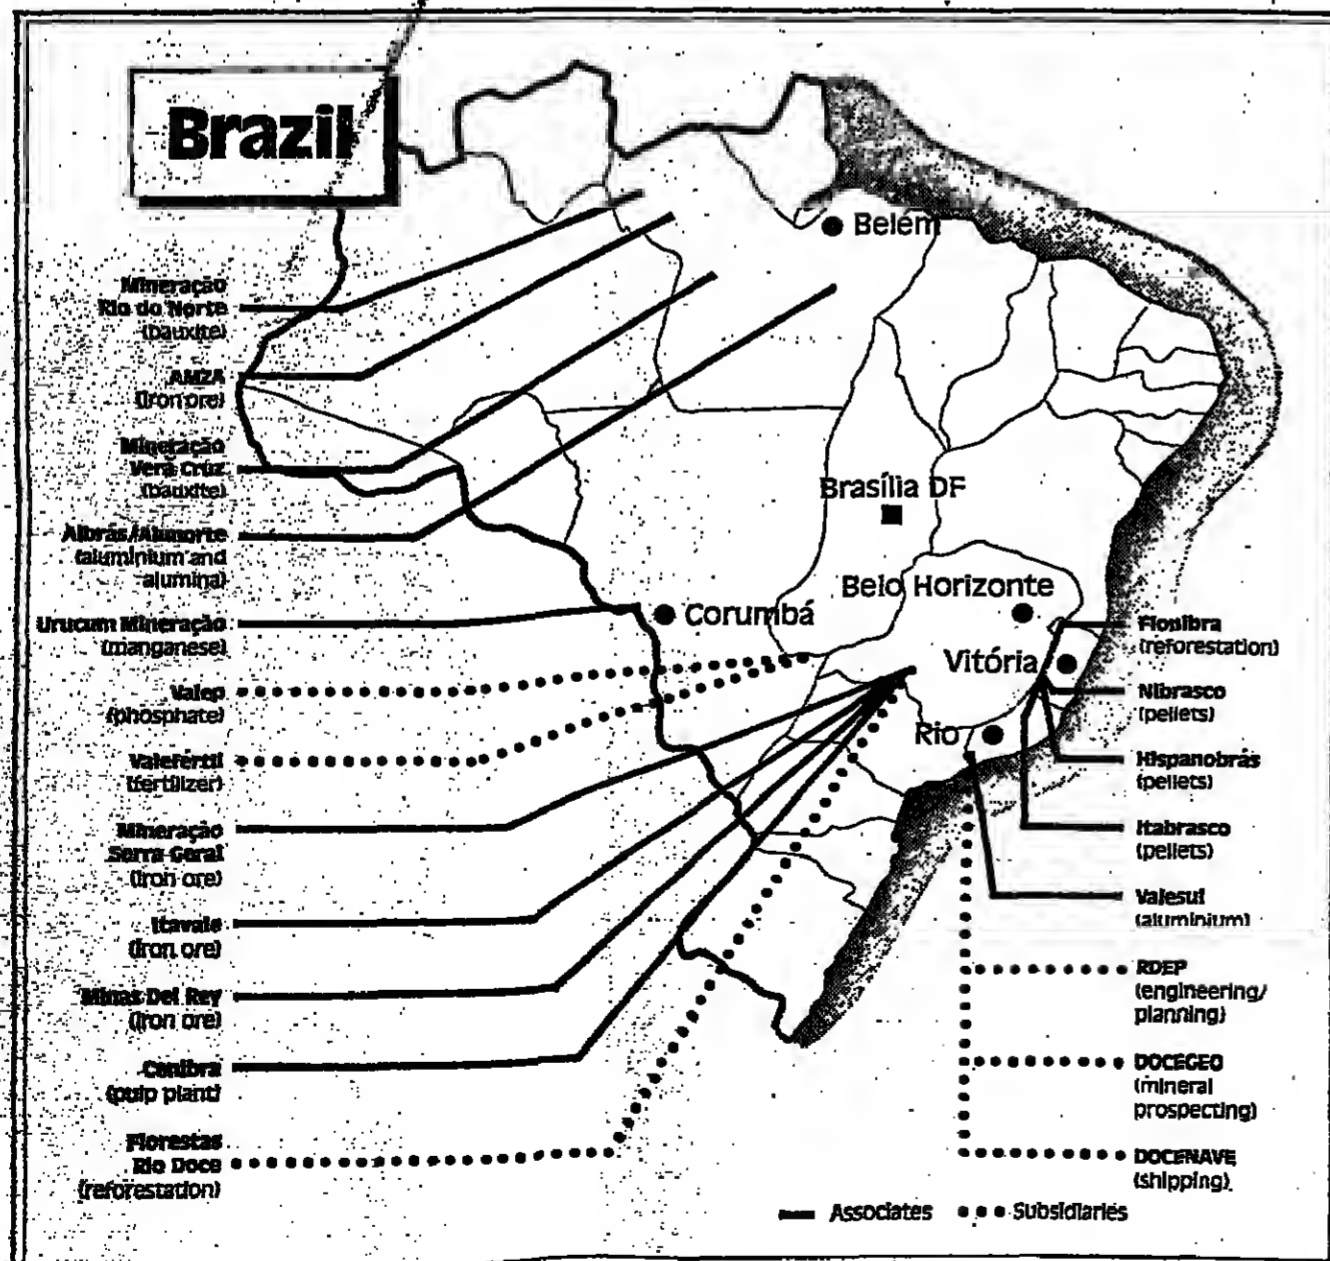 Brazil
Belém
Mineração
Rio do Norte
(bauxite)
AMZA
(iron ore)
Mineração
Vera Cruz
(bauxite)
Albrás/Alunorte
(aluminium and
alumina)
Brasília DF
Belo Horizonte
Corumbá
Vitória
Rio
Urucum Mineração
(manganese)
Valep
(phosphate)
Valefértil
(fertilizer)
Mineração
Serra Geral
(iron ore)
Itavale
(iron ore)
Minas Del Rey
(iron ore)
Cenibra
(pulp plant)
Florestas
Rio Doce
(reforestation)
Flonibra
(reforestation)
Nibrasco
(pellets)
Hispanobrás
(pellets)
Itabrasco
(pellets)
Valesul
(aluminium)
RDEP
(engineering/
planning)
DOCEGEO
(mineral
prospecting)
DOCENAVE
(shipping)
Associates
Subsidiaries